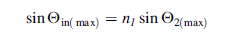 sin Θin( max) = n1 sin Θ2(max)